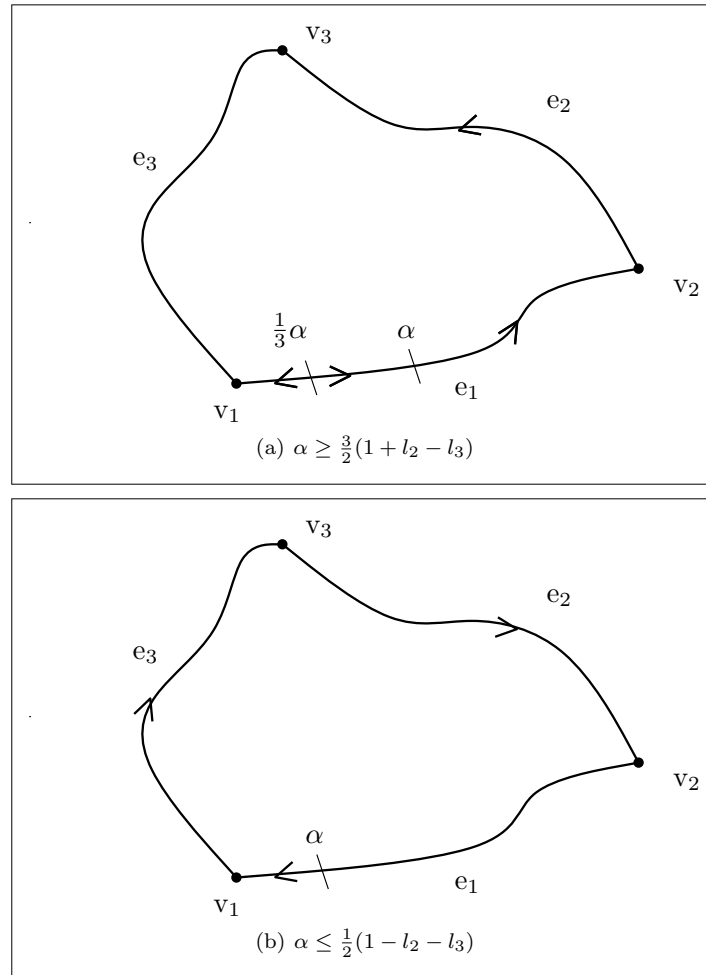 v₃
e₂
e₃
v₂
⅓α
α
e₁
v₁
(a) α ≥ 3/2(1 + l₂ − l₃)
v₃
e₂
e₃
v₂
α
e₁
v₁
(b) α ≤ 1/2(1 − l₂ − l₃)